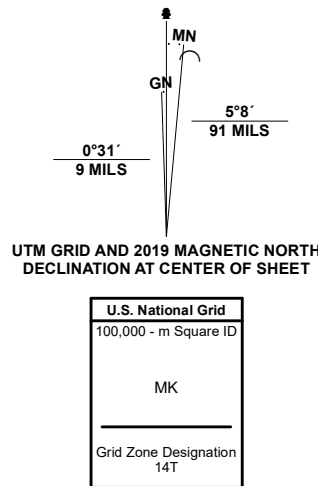 MN
GN
5°8´
91 MILS
0°31´
9 MILS
UTM GRID AND 2019 MAGNETIC NORTH
DECLINATION AT CENTER OF SHEET
U.S. National Grid
100,000 - m Square ID
MK
Grid Zone Designation
14T